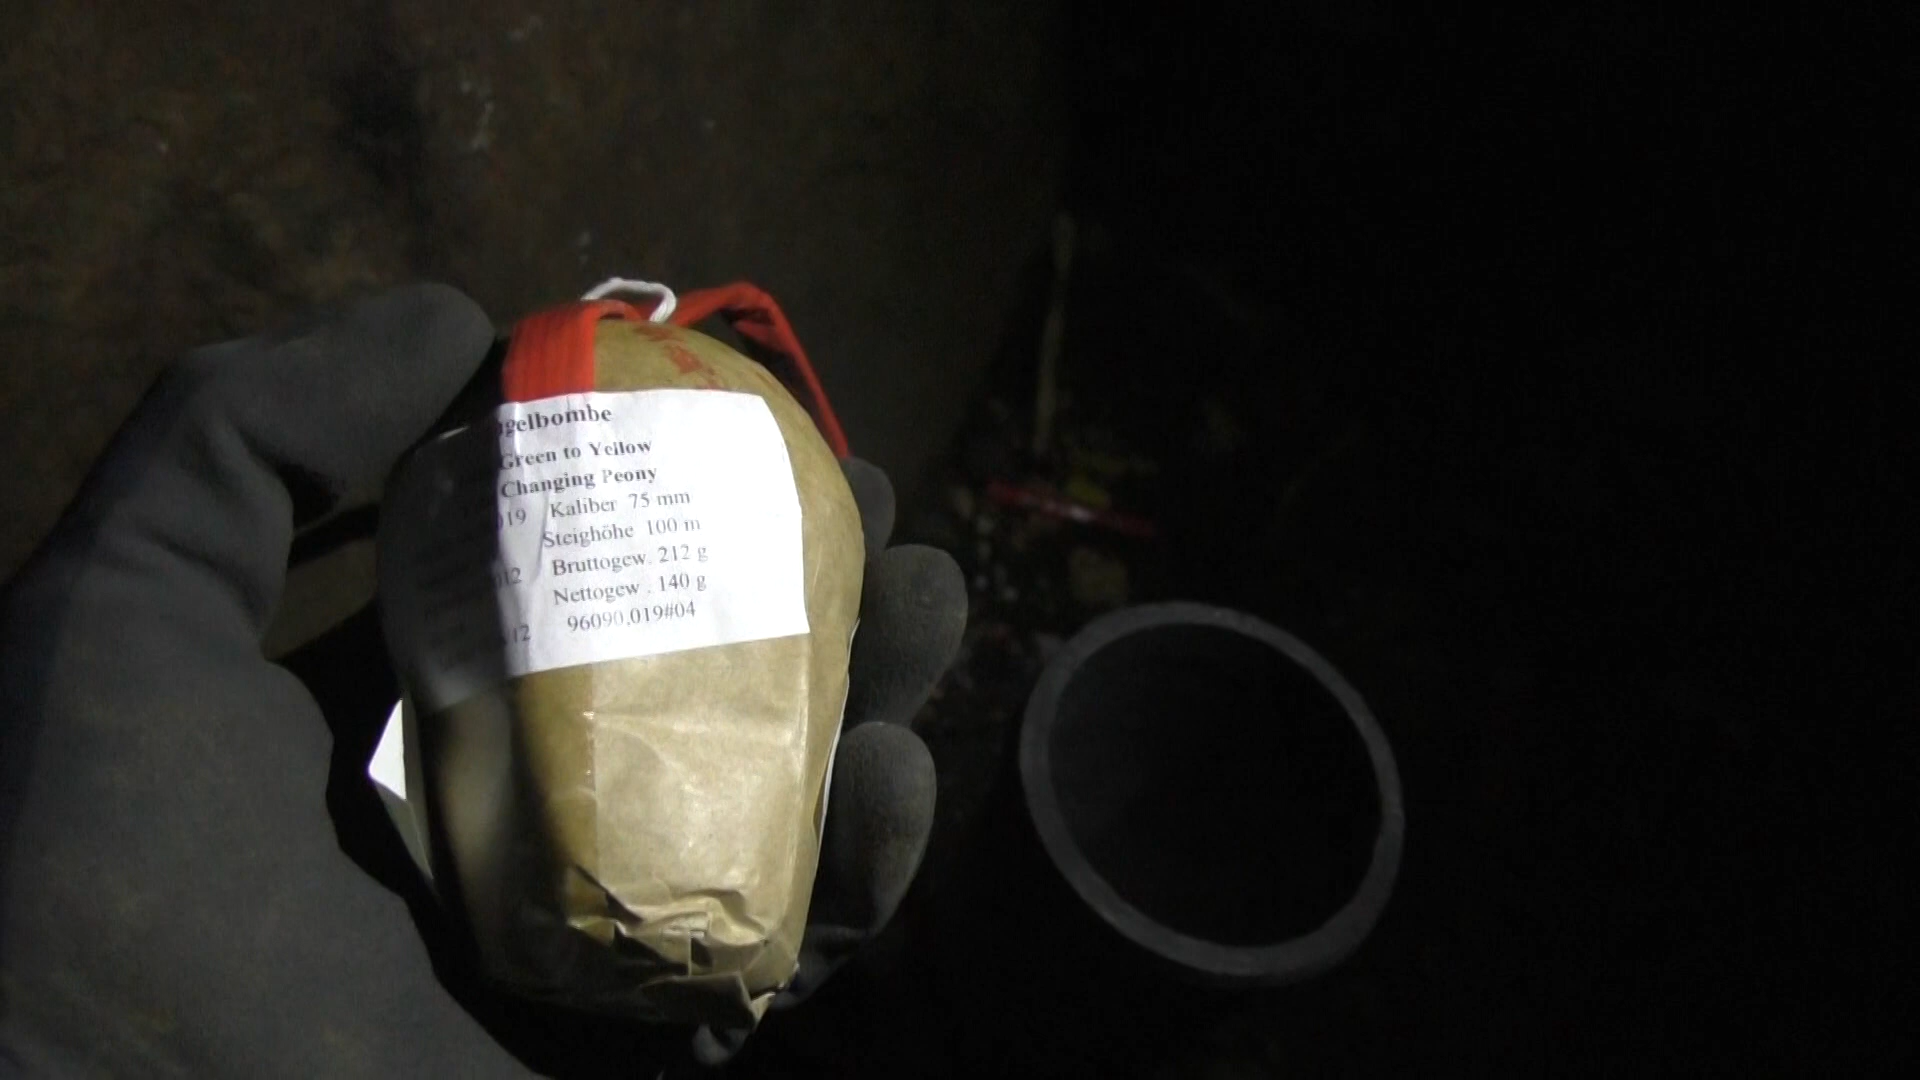 gelbombe
Green to Yellow
Changing Peony
019 Kaliber 75 mm
Steighöhe 100 m
012 Bruttogew. 212 g
Nettogew . 140 g
/12 96090.019#04